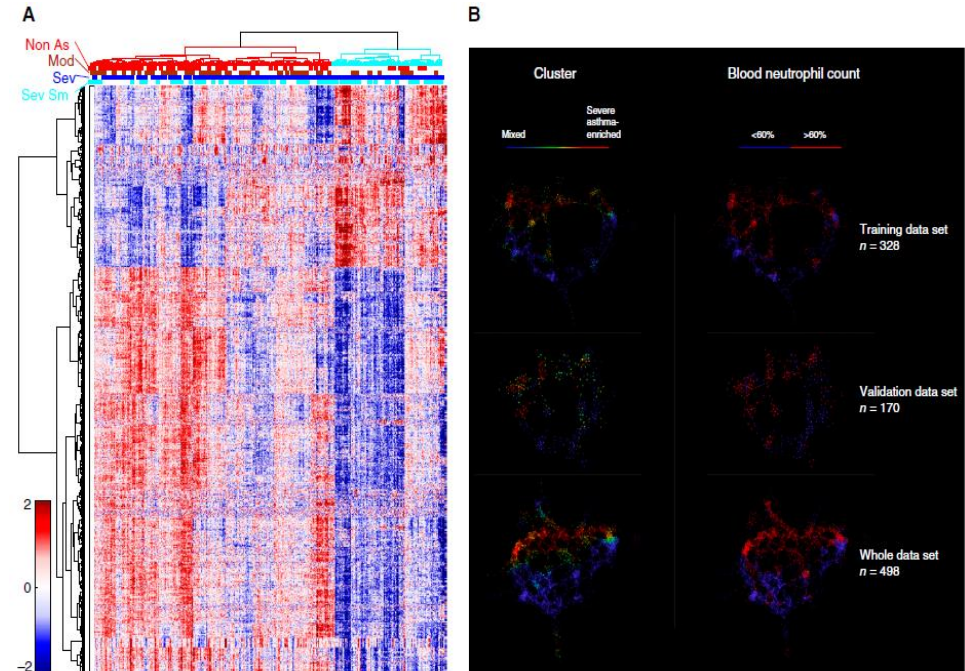 A
Non As
Mod
Sev
Sev Sm
2
0
–2
B
Cluster
Blood neutrophil count
Mixed
Severe
asthma-
enriched
<60%
>60%
Training data set
n = 328
Validation data set
n = 170
Whole data set
n = 498